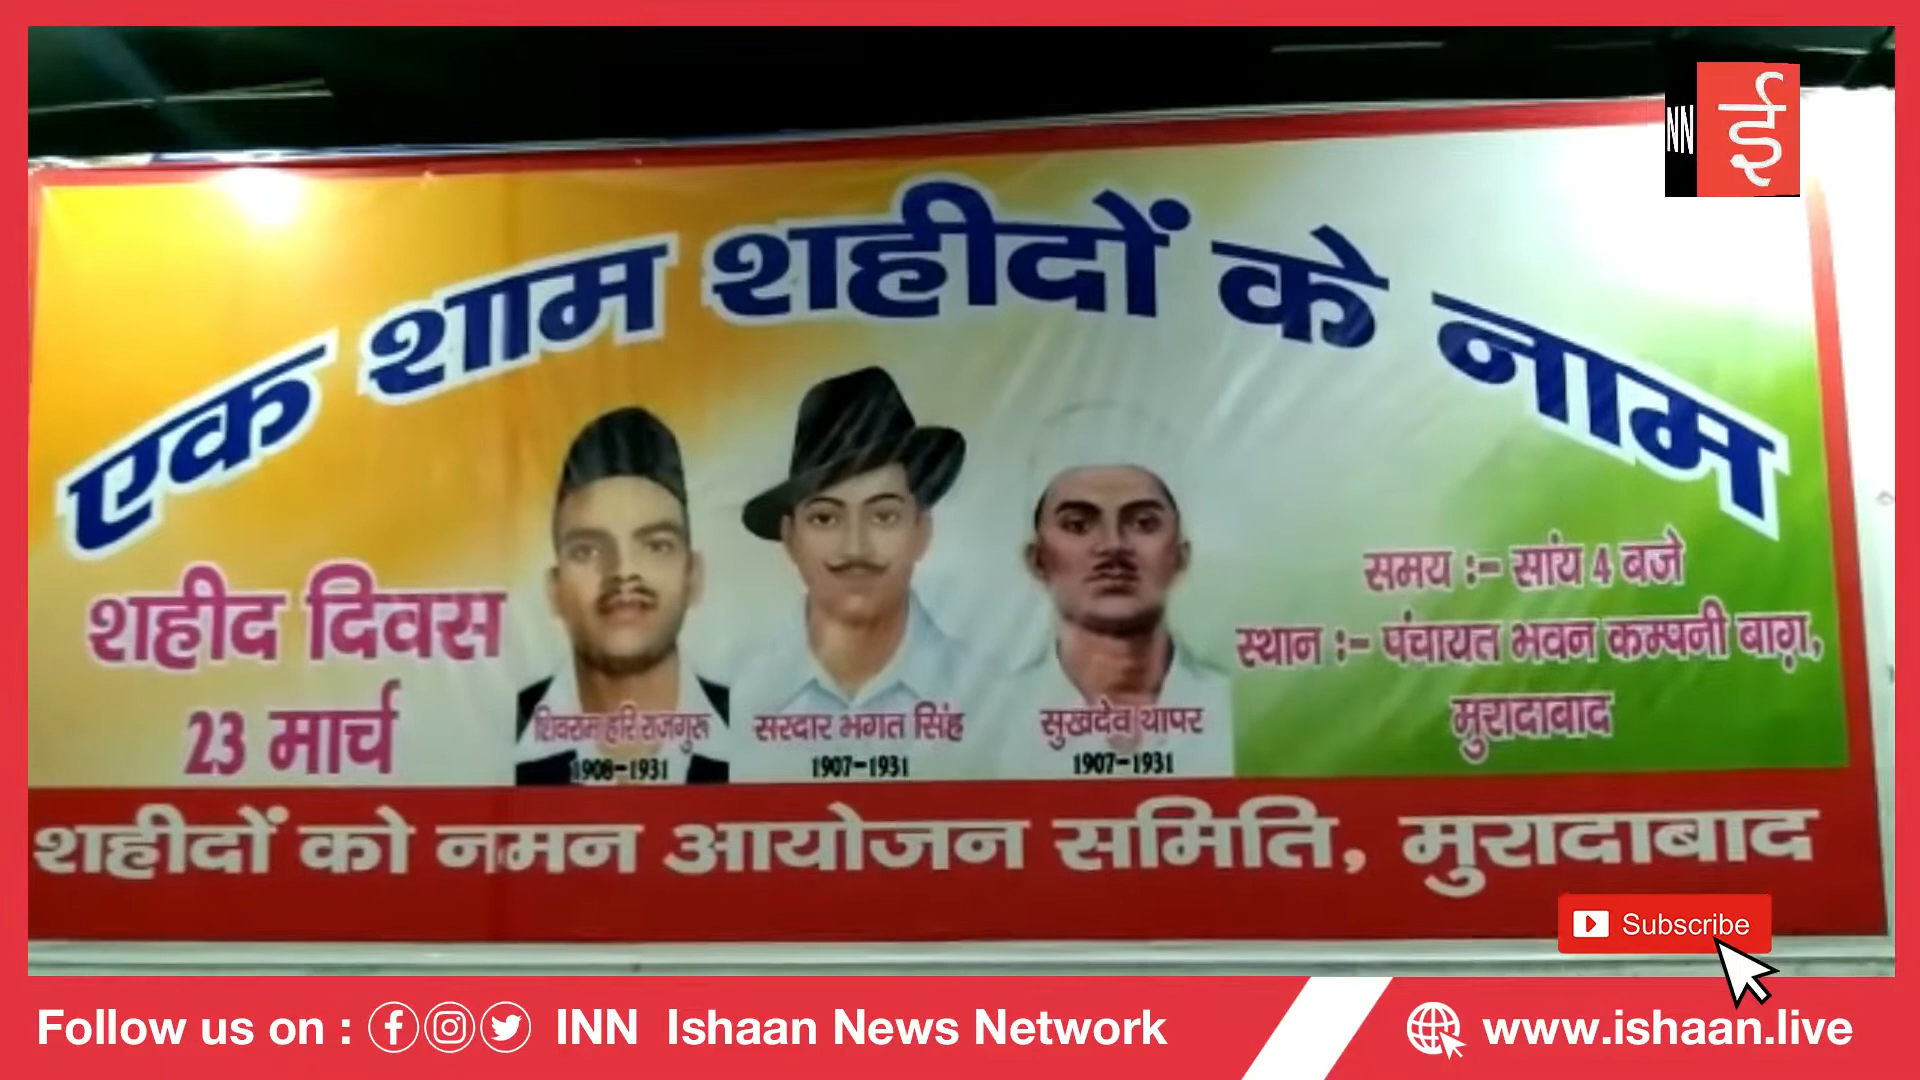 INN
ई
एक शाम शहीदों के नाम
शहीद दिवस
23 मार्च
शिवराम हरि राजगुरू
1908-1931
सरदार भगत सिंह
1907-1931
सुखदेव थापर
1907-1931
समय :- सांय 4 बजे
स्थान :- पंचायत भवन कम्पनी बाग़,
मुरादाबाद
शहीदों को नमन आयोजन समिति, मुरादाबाद
Subscribe
Follow us on : INN Ishaan News Network
www.ishaan.live